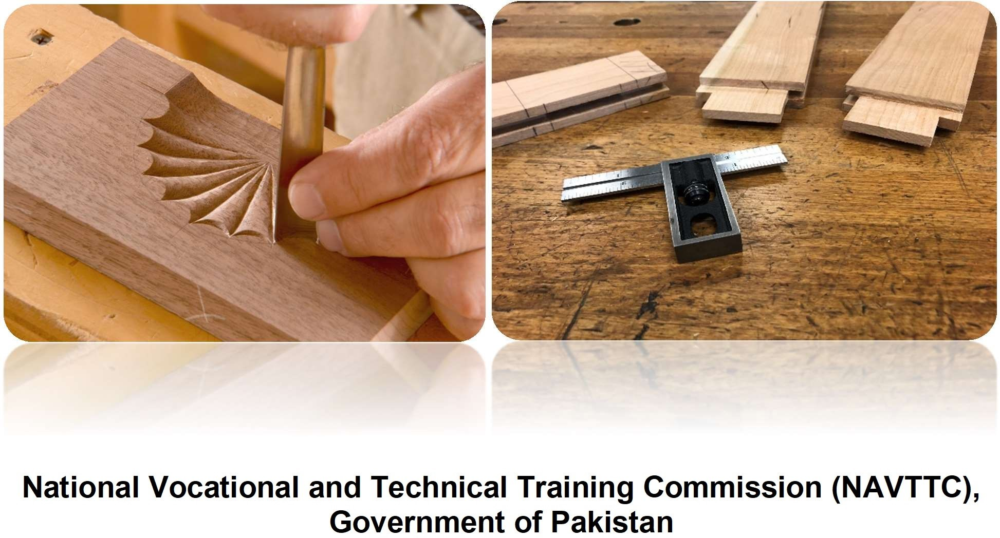 National Vocational and Technical Training Commission (NAVTTC),
Government of Pakistan